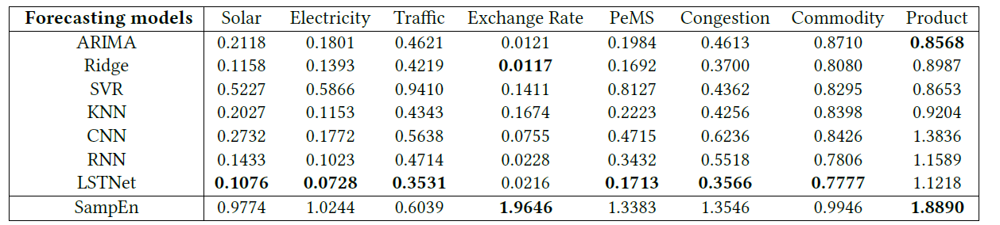 Forecasting models Solar Electricity Traffic Exchange Rate PeMS Congestion Commodity Product
ARIMA 0.2118 0.1801 0.4621 0.0121 0.1984 0.4613 0.8710 0.8568
Ridge 0.1158 0.1393 0.4219 0.0117 0.1692 0.3700 0.8080 0.8987
SVR 0.5227 0.5866 0.9410 0.1411 0.8127 0.4362 0.8295 0.8653
KNN 0.2027 0.1153 0.4343 0.1674 0.2223 0.4256 0.8398 0.9204
CNN 0.2732 0.1772 0.5638 0.0755 0.4715 0.6236 0.8426 1.3836
RNN 0.1433 0.1023 0.4714 0.0228 0.3432 0.5518 0.7806 1.1589
LSTNet 0.1076 0.0728 0.3531 0.0216 0.1713 0.3566 0.7777 1.1218
SampEn 0.9774 1.0244 0.6039 1.9646 1.3383 1.3546 0.9946 1.8890